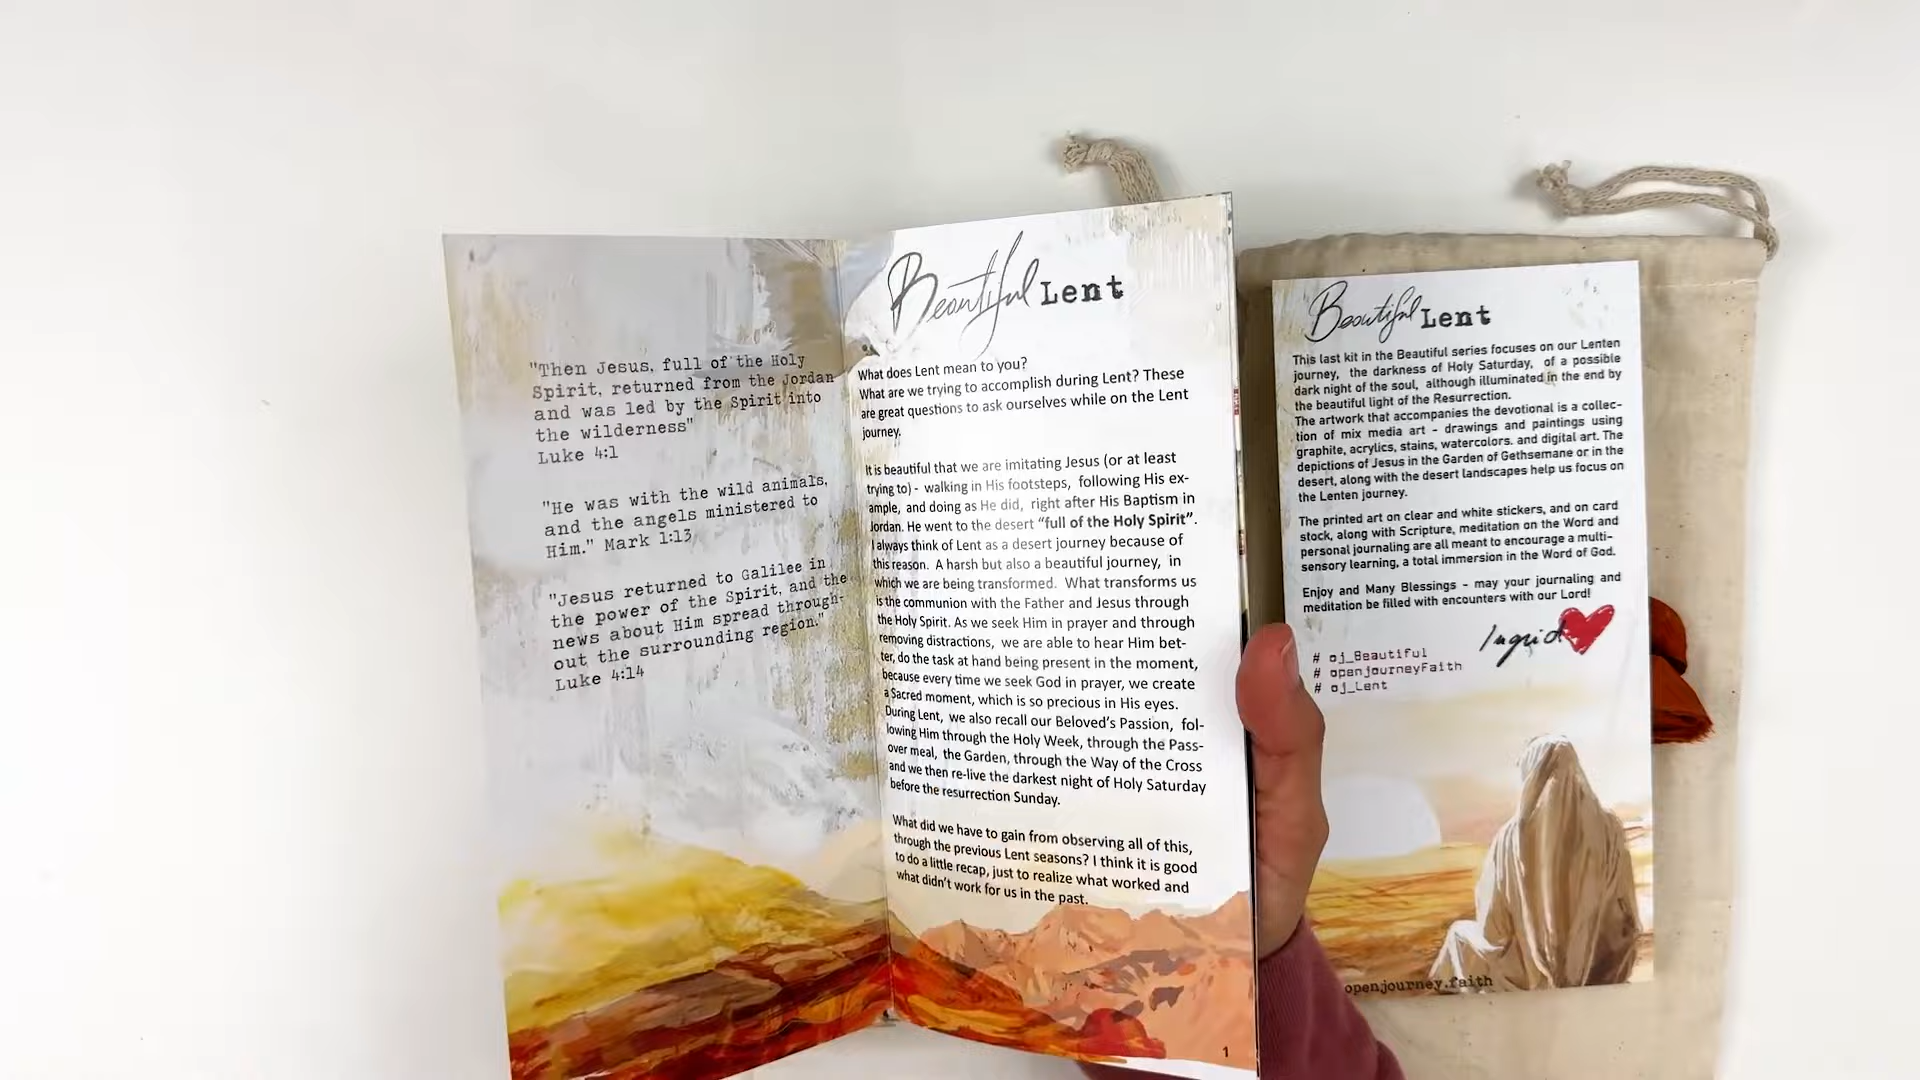 "Then Jesus, full of the Holy
Spirit, returned from the Jordan
and was led by the Spirit into
the wilderness"
Luke 4:1
"He was with the wild animals,
and the angels ministered to
Him." Mark 1:13
"Jesus returned to Galilee in
the power of the Spirit, and the
news about Him spread through-
out the surrounding region."
Luke 4:14
Beautiful Lent
What does Lent mean to you?
What are we trying to accomplish during Lent? These
are great questions to ask ourselves while on the Lent
journey.
It is beautiful that we are imitating Jesus (or at least
trying to) - walking in His footsteps, following His ex-
ample, and doing as He did, right after His Baptism in
Jordan. He went to the desert "full of the Holy Spirit".
I always think of Lent as a desert journey because of
this reason. A harsh but also a beautiful journey, in
which we are being transformed. What transforms us
is the communion with the Father and Jesus through
the Holy Spirit. As we seek Him in prayer and through
removing distractions, we are able to hear Him bet-
ter, do the task at hand being present in the moment,
because every time we seek God in prayer, we create
a Sacred moment, which is so precious in His eyes.
During Lent, we also recall our Beloved's Passion, fol-
lowing Him through the Holy Week, through the Pass-
over meal, the Garden, through the Way of the Cross
and we then re-live the darkest night of Holy Saturday
before the resurrection Sunday.
What did we have to gain from observing all of this,
through the previous Lent seasons? I think it is good
to do a little recap, just to realize what worked and
what didn't work for us in the past.
1
Beautiful Lent
This last kit in the Beautiful series focuses on our Lenten
journey, the darkness of Holy Saturday, of a possible
dark night of the soul, although illuminated in the end by
the beautiful light of the Resurrection.
The artwork that accompanies the devotional is a collec-
tion of mix media art - drawings and paintings using
graphite, acrylics, stains, watercolors. and digital art. The
depictions of Jesus in the Garden of Gethsemane or in the
desert, along with the desert landscapes help us focus on
the Lenten journey.
The printed art on clear and white stickers, and on card
stock, along with Scripture, meditation on the Word and
personal journaling are all meant to encourage a multi-
sensory learning, a total immersion in the Word of God.
Enjoy and Many Blessings - may your journaling and
meditation be filled with encounters with our Lord!
Ingrid
# oj_Beautiful
# openjourneyFaith
# oj_Lent
openjourney.faith